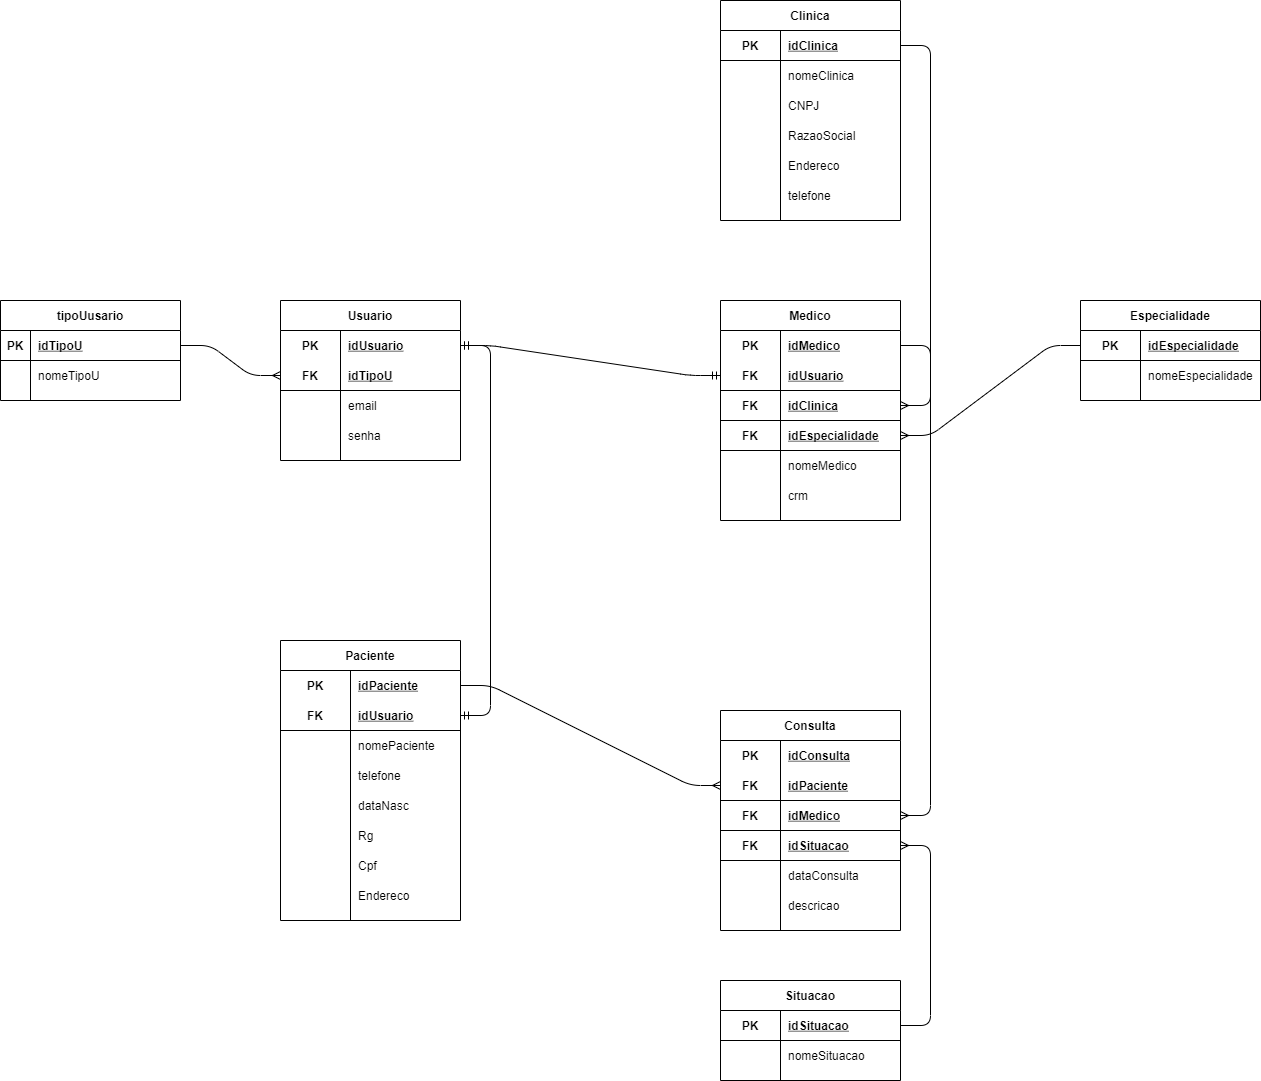 Clinica
PK idClinica
nomeClinica
CNPJ
RazaoSocial
Endereco
telefone
tipoUusario
PK idTipoU
nomeTipoU
Usuario
PK idUsuario
FK idTipoU
email
senha
Medico
PK idMedico
FK idUsuario
FK idClinica
FK idEspecialidade
nomeMedico
crm
Especialidade
PK idEspecialidade
nomeEspecialidade
Paciente
PK idPaciente
FK idUsuario
nomePaciente
telefone
dataNasc
Rg
Cpf
Endereco
Consulta
PK idConsulta
FK idPaciente
FK idMedico
FK idSituacao
dataConsulta
descricao
Situacao
PK idSituacao
nomeSituacao